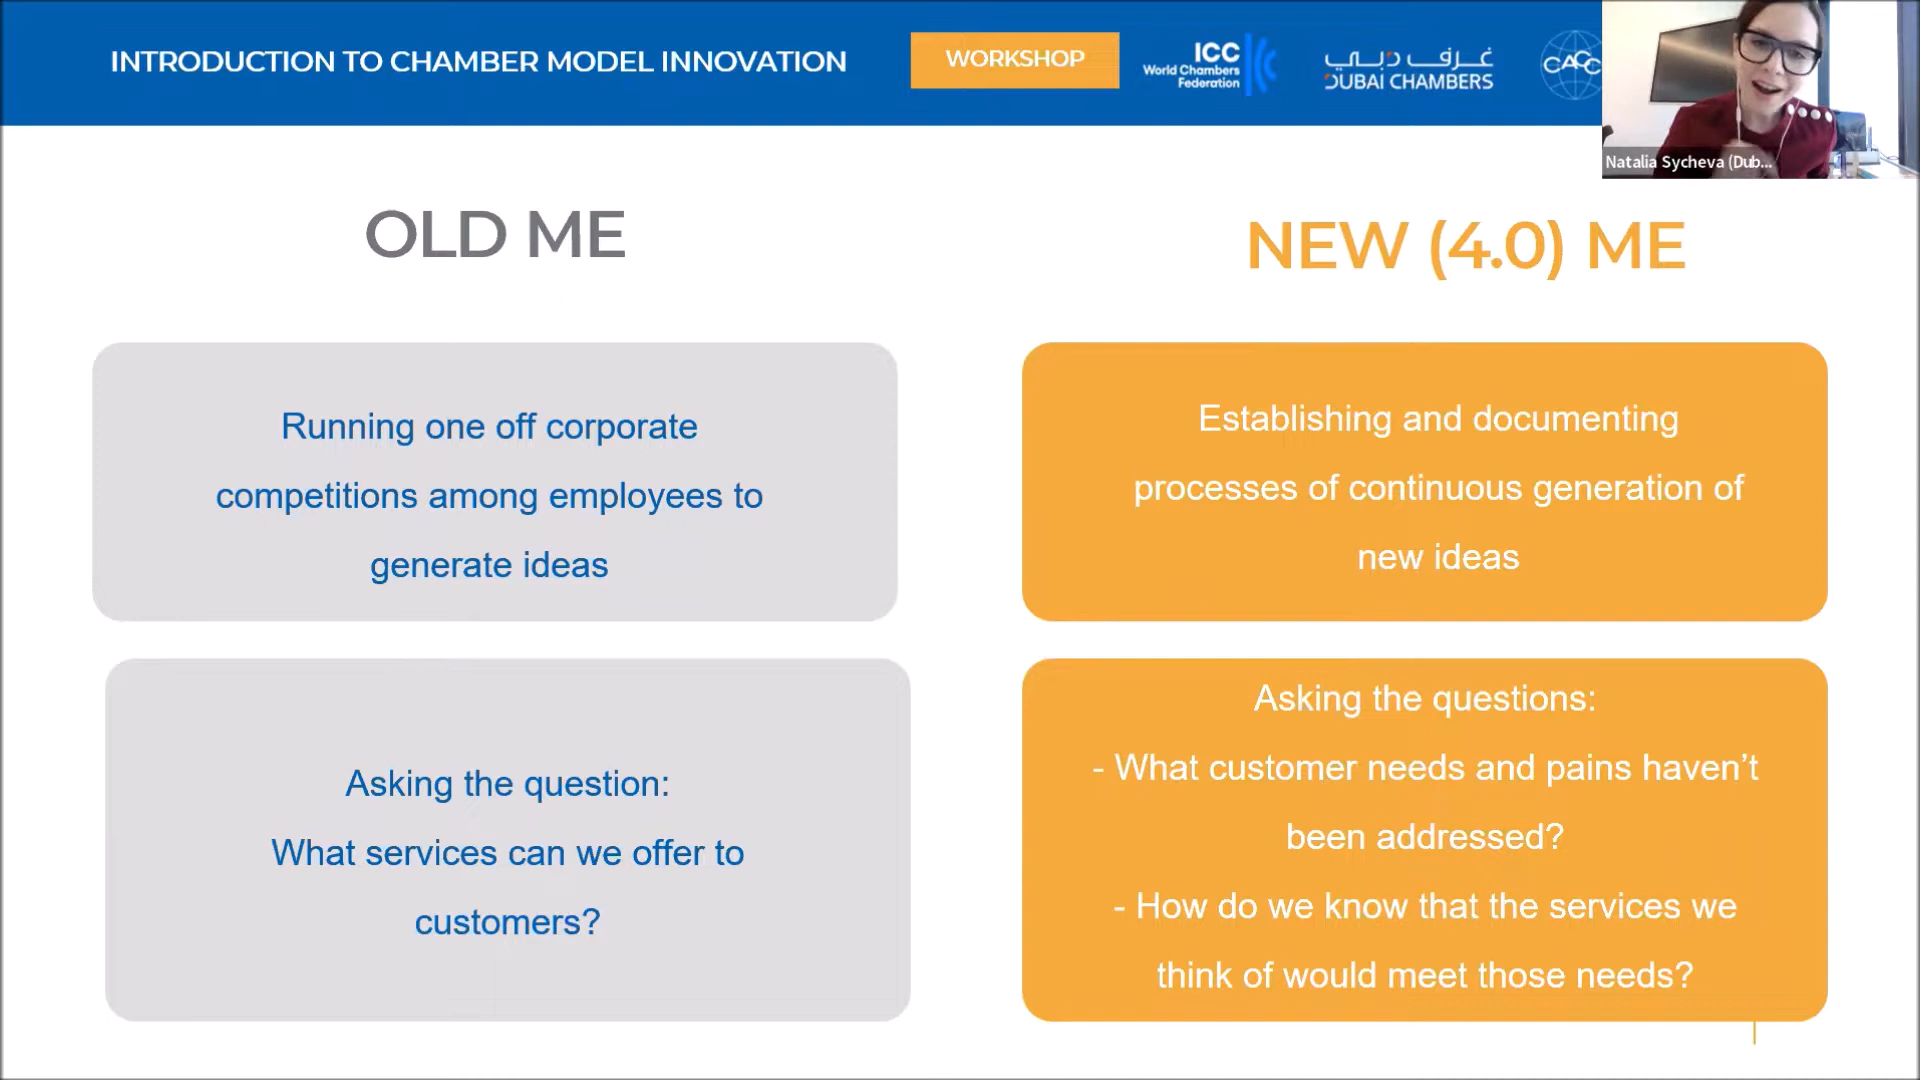 INTRODUCTION TO CHAMBER MODEL INNOVATION
WORKSHOP
ICC
World Chambers
Federation
غرف دبي
DUBAI CHAMBERS
CACC
Natalia Sycheva (Dub...
OLD ME
NEW (4.0) ME
Running one off corporate
competitions among employees to
generate ideas
Establishing and documenting
processes of continuous generation of
new ideas
Asking the question:
What services can we offer to
customers?
Asking the questions:
- What customer needs and pains haven’t
been addressed?
- How do we know that the services we
think of would meet those needs?